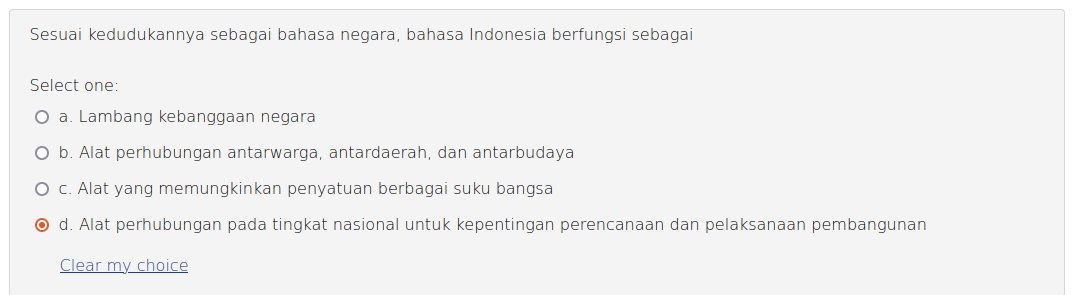 Sesuai kedudukannya sebagai bahasa negara, bahasa Indonesia berfungsi sebagai
Select one:
a. Lambang kebanggaan negara
b. Alat perhubungan antarwarga, antardaerah, dan antarbudaya
c. Alat yang memungkinkan penyatuan berbagai suku bangsa
d. Alat perhubungan pada tingkat nasional untuk kepentingan perencanaan dan pelaksanaan pembangunan
Clear my choice